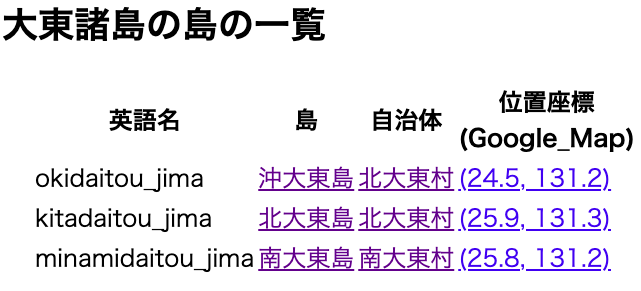 大東諸島の島の一覧
英語名 島 自治体 位置座標
(Google_Map)
okidaitou_jima 沖大東島 北大東村 (24.5, 131.2)
kitadaitou_jima 北大東島 北大東村 (25.9, 131.3)
minamidaitou_jima 南大東島 南大東村 (25.8, 131.2)